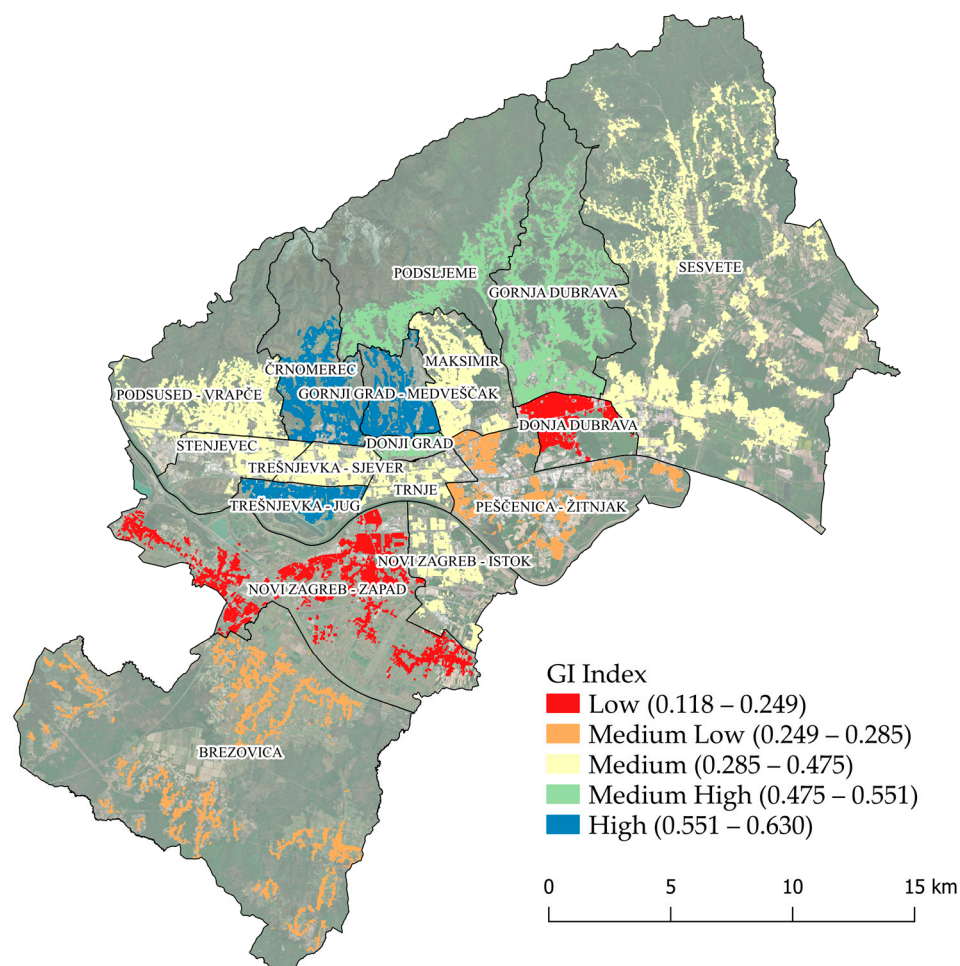 PODSLJEME
SESVETE
GORNJA DUBRAVA
MAKSIMIR
ČRNOMEREC
PODSUSED - VRAPČE
GORNJI GRAD - MEDVEŠČAK
DONJA DUBRAVA
STENJEVEC
DONJI GRAD
TREŠNJEVKA - SJEVER
TRNJE
TREŠNJEVKA - JUG
PEŠČENICA - ŽITNJAK
NOVI ZAGREB - ISTOK
NOVI ZAGREB - ZAPAD
BREZOVICA
GI Index
Low (0.118 – 0.249)
Medium Low (0.249 – 0.285)
Medium (0.285 – 0.475)
Medium High (0.475 – 0.551)
High (0.551 – 0.630)
0 5 10 15 km